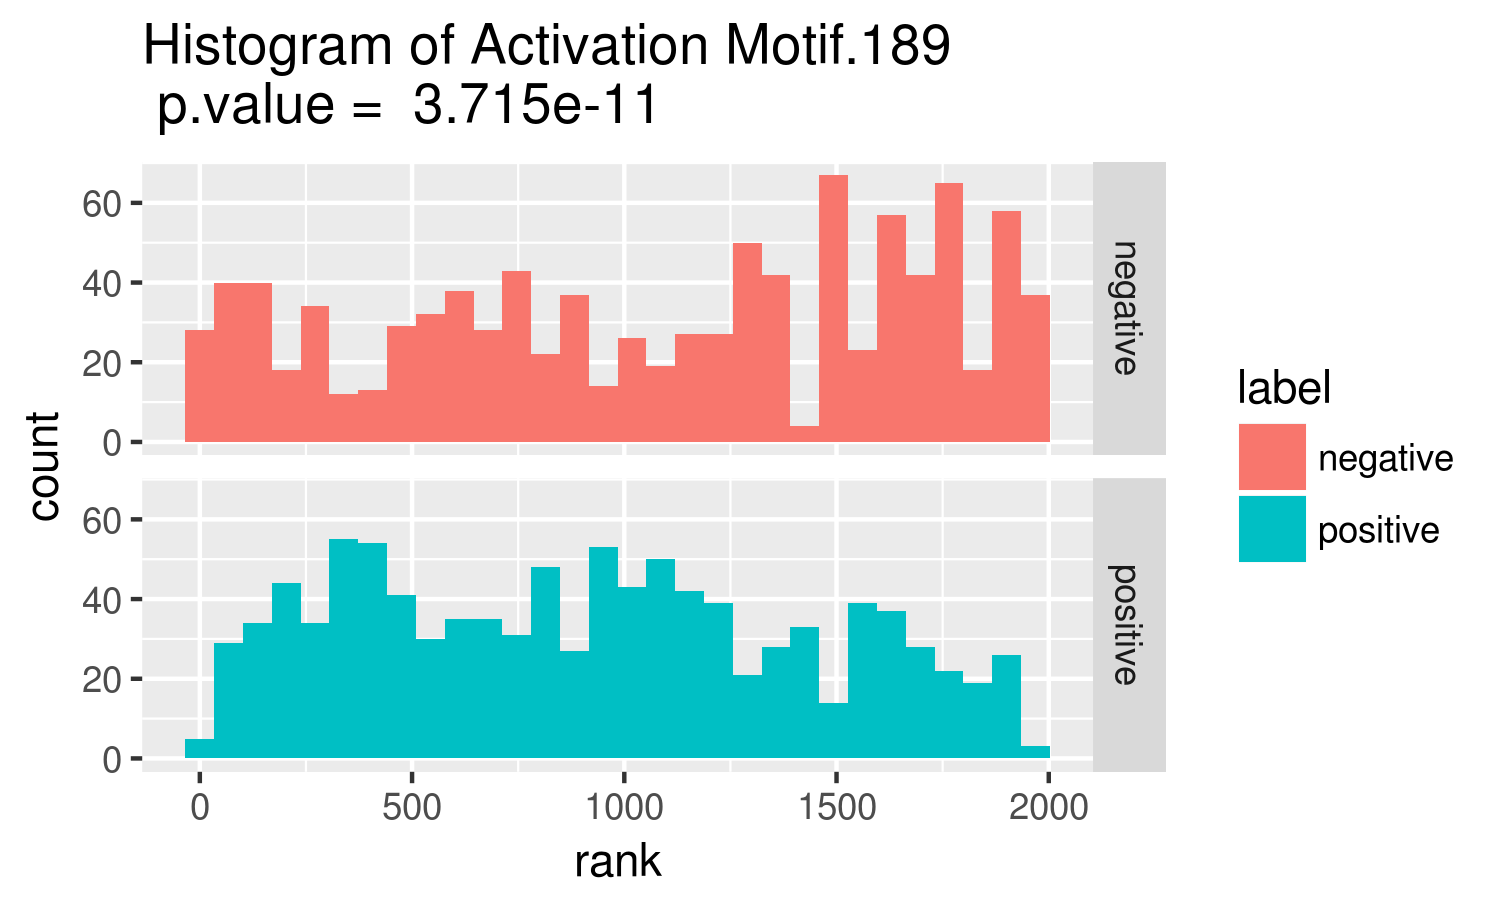 Histogram of Activation Motif.189
p.value = 3.715e-11
60
40
20
0
negative
count
60
40
20
0
positive
0 500 1000 1500 2000
rank
label
negative
positive